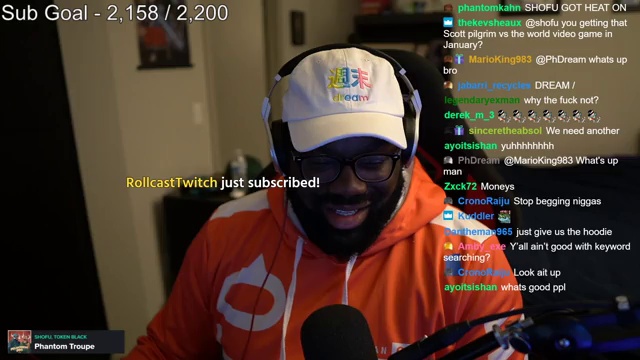 Sub Goal - 2,158 / 2,200
phantomkahn SHOFU GOT HEAT ON
thekevsheaux @shofu you getting that
Scott pilgrim vs the world video game in
January?
MarioKing983 @PhDream whats up
bro
jabarri_recycles DREAM /
legendaryexman why the fuck not?
derek_m_3
sinceretheabsol We need another
ayoitsishan yuhhhhhhhh
PhDream @MarioKing983 What's up
man
Zxck72 Moneys
CronoRaiju Stop begging niggas
Kuddler
dantheman965 just give us the hoodie
Amby_exe Y'all ain't good with keyword
searching?
CronoRaiju Look ait up
ayoitsishan whats good ppl
週末
dream
RollcastTwitch just subscribed!
SHOFU, TOKEN BLACK
Phantom Troupe